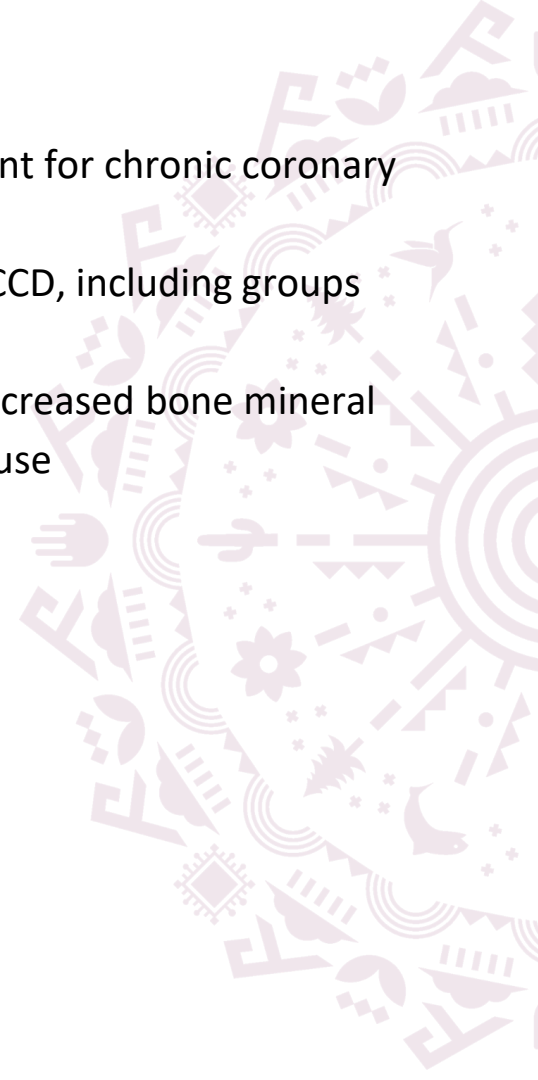 nt for chronic coronary
CCD, including groups
creased bone mineral
use